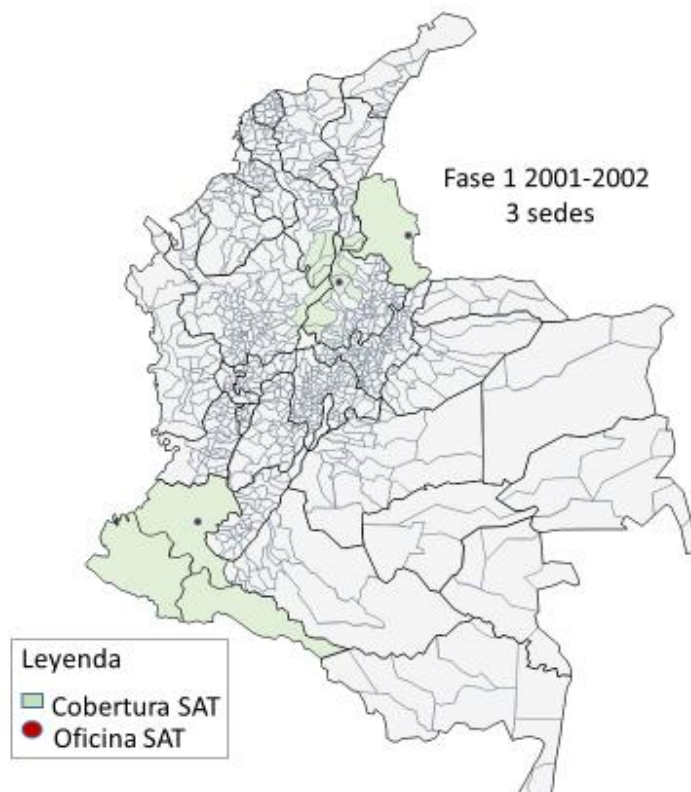 Fase 1 2001-2002
3 sedes
Leyenda
Cobertura SAT
Oficina SAT